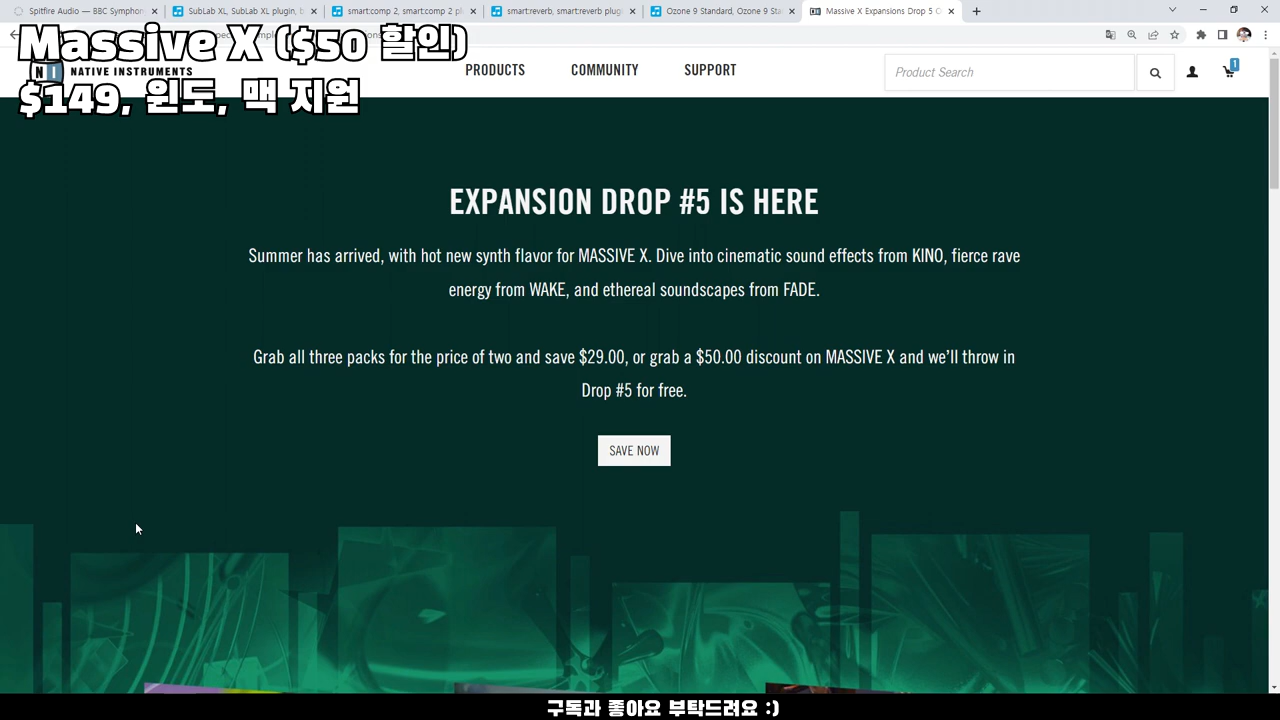 Spitfire Audio — BBC Symphon
SubLab XL, SubLab XL plugin, b
smart:comp 2, smart:comp 2 pl
smart:reverb, smart:reverb plug
Ozone 9 Standard, Ozone 9 Sta
Massive X Expansions Drop 5 O
Massive X ($50 할인)
NI NATIVE INSTRUMENTS
PRODUCTS
COMMUNITY
SUPPORT
Product Search
1
$149, 윈도, 맥 지원
EXPANSION DROP #5 IS HERE
Summer has arrived, with hot new synth flavor for MASSIVE X. Dive into cinematic sound effects from KINO, fierce rave
energy from WAKE, and ethereal soundscapes from FADE.
Grab all three packs for the price of two and save $29.00, or grab a $50.00 discount on MASSIVE X and we'll throw in
Drop #5 for free.
SAVE NOW
구독과 좋아요 부탁드려요 :)